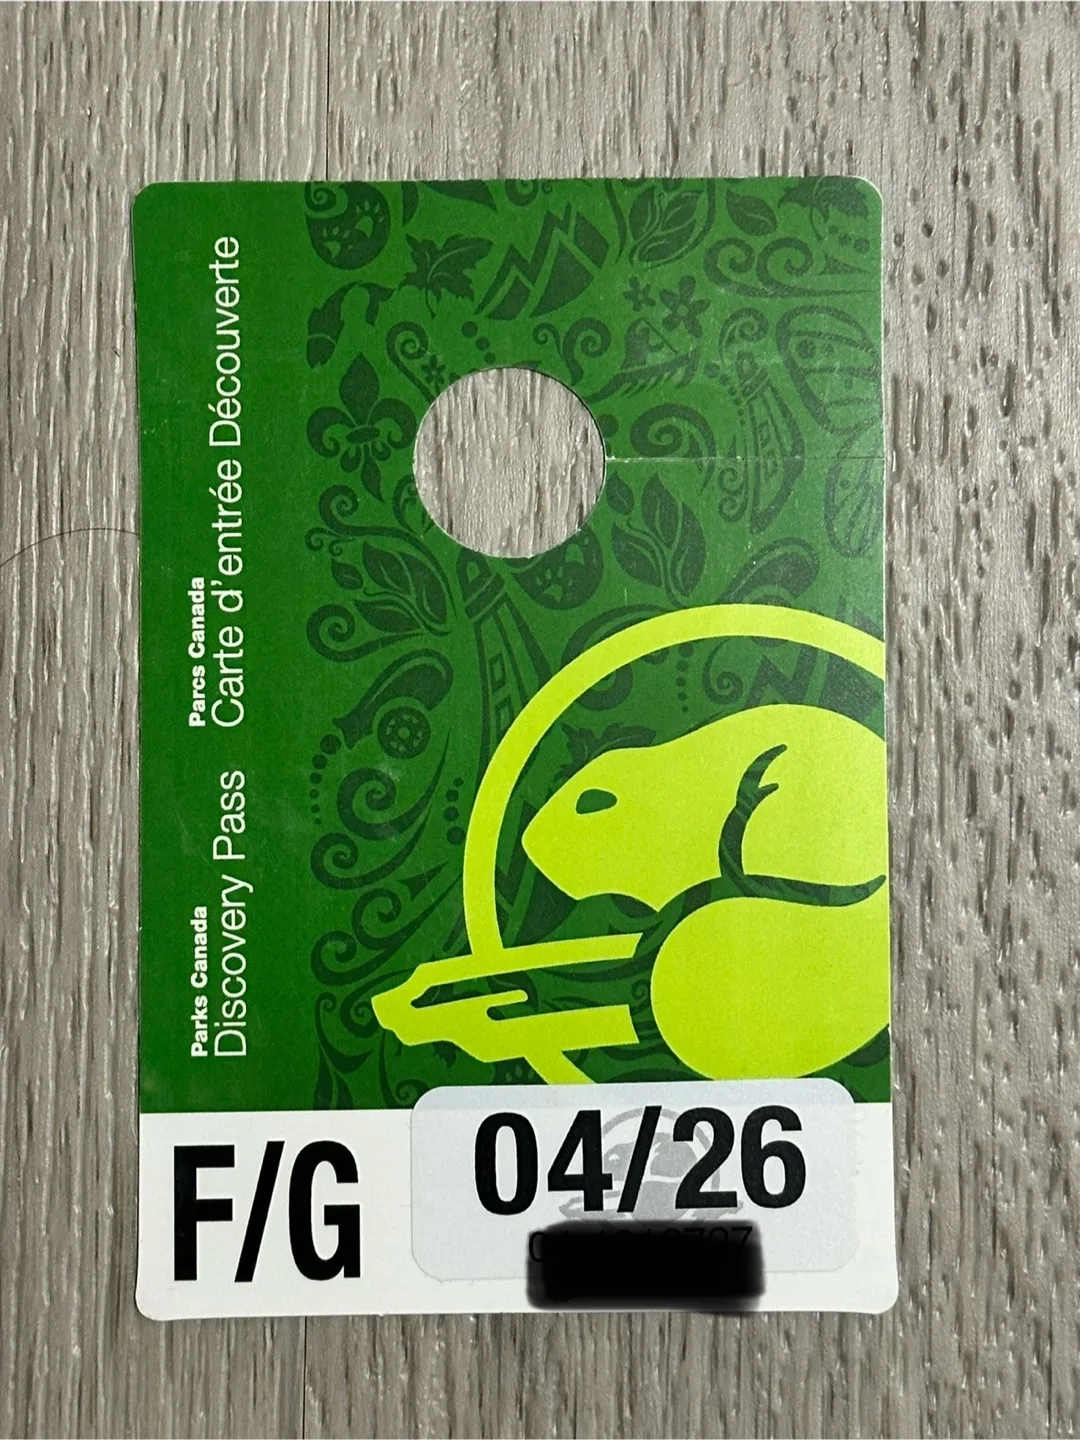 Parks Canada
Discovery Pass
Parcs Canada
Carte d'entrée Découverte
F/G
04/26